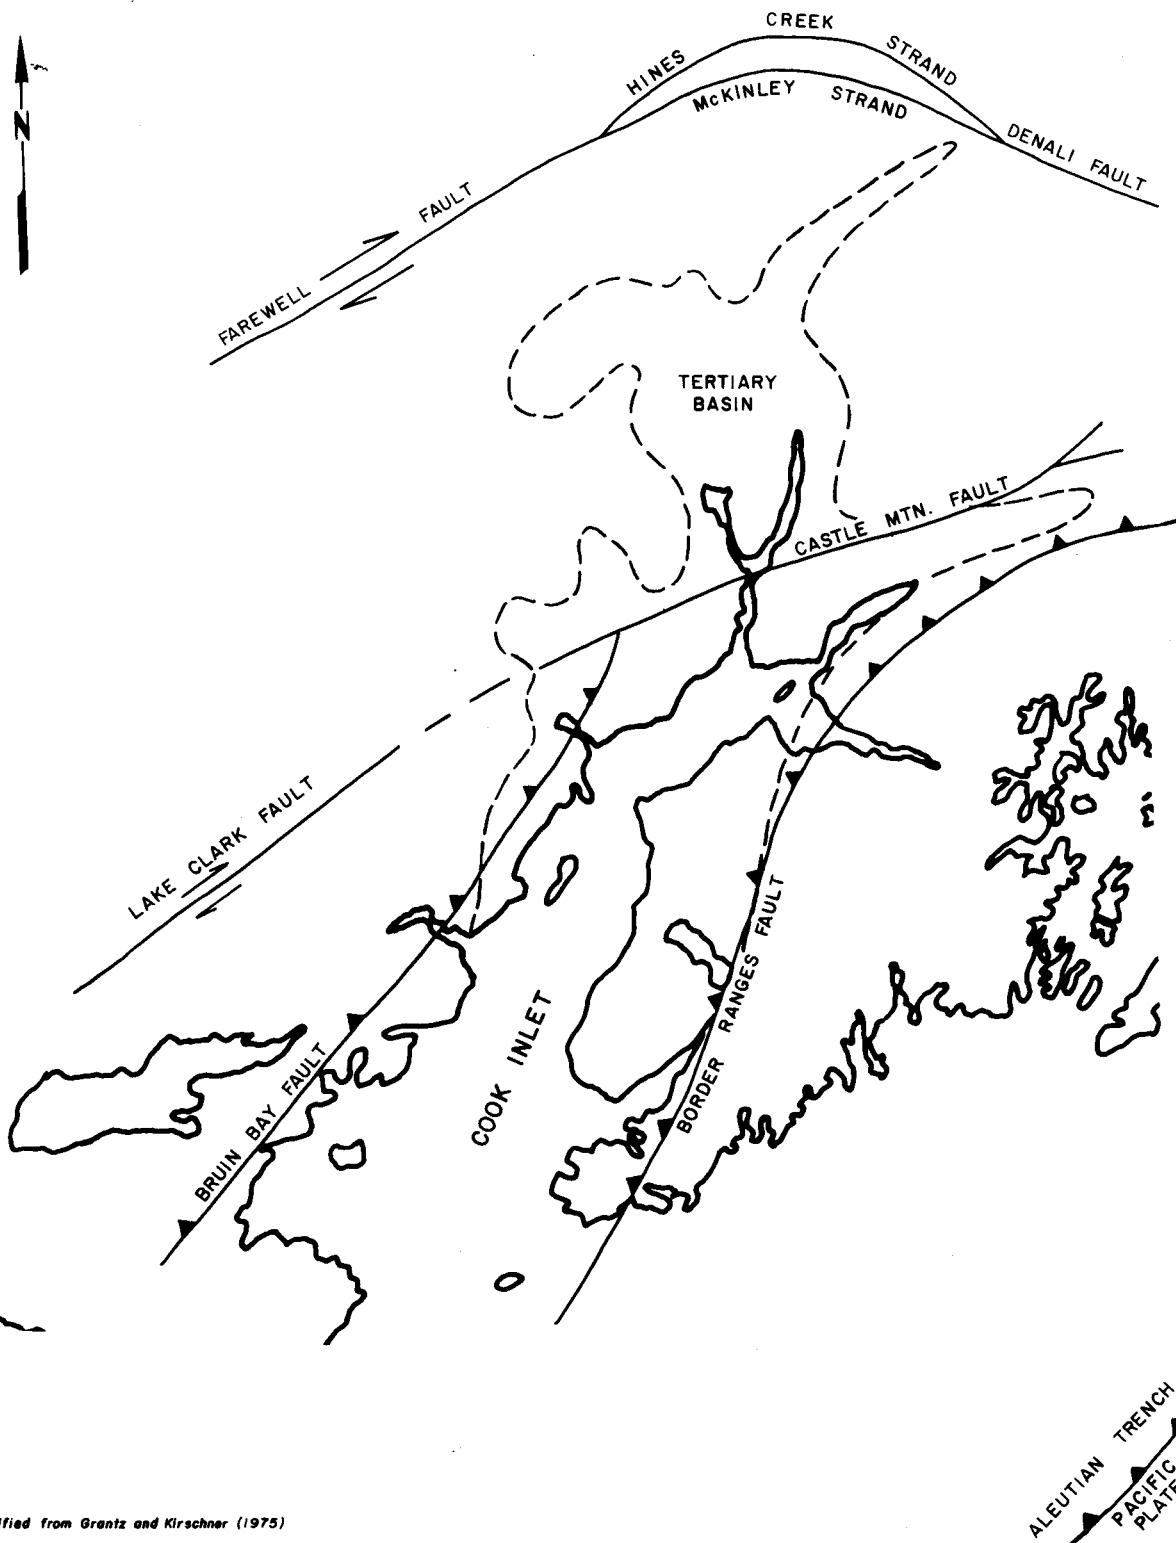 CREEK
HINES
STRAND
McKINLEY STRAND
DENALI FAULT
N
FAREWELL FAULT
TERTIARY
BASIN
CASTLE MTN. FAULT
LAKE CLARK FAULT
BORDER RANGES FAULT
COOK INLET
BRUIN BAY FAULT
ALEUTIAN TRENCH
PACIFIC
PLATE
ified from Grantz and Kirschner (1975)